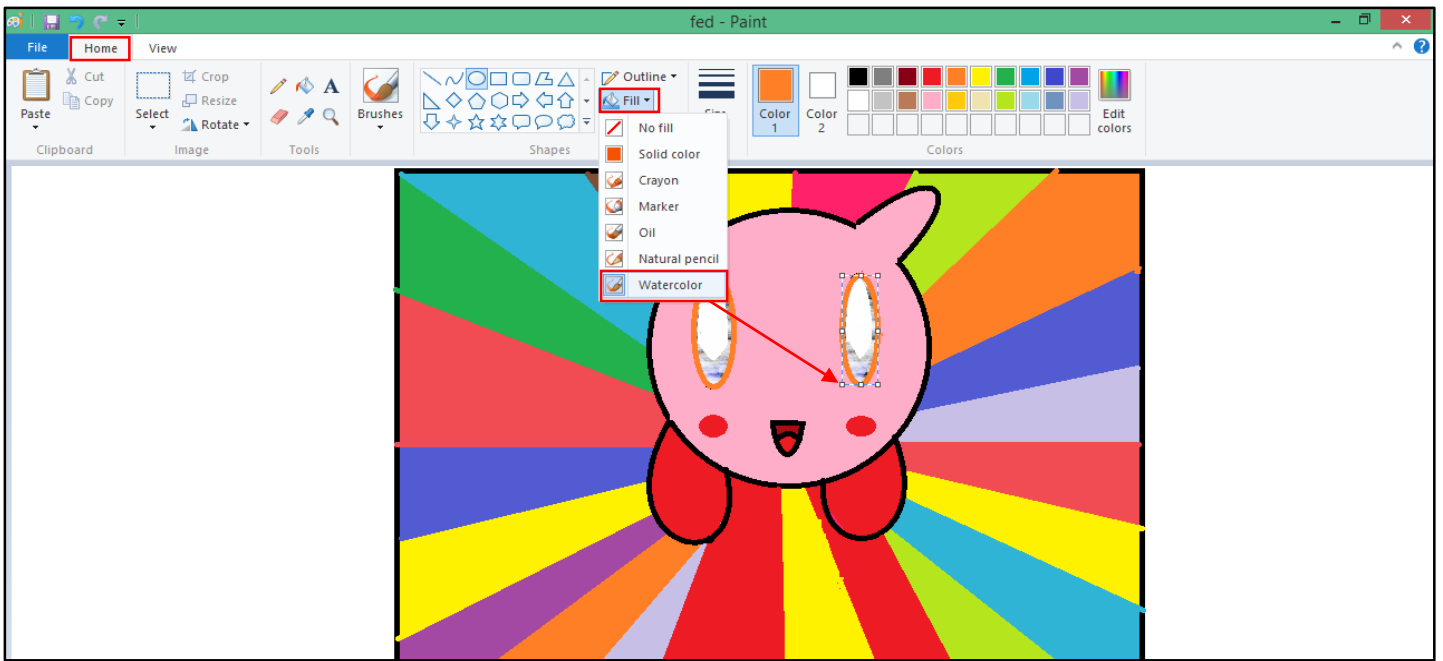 fed - Paint
File Home View
Cut
Copy
Paste
Clipboard
Select
Crop
Resize
Rotate
Image
A
Tools
Brushes
Shapes
Outline
Fill
No fill
Solid color
Crayon
Marker
Oil
Natural pencil
Watercolor
Color 1
Color 2
Edit colors
Colors